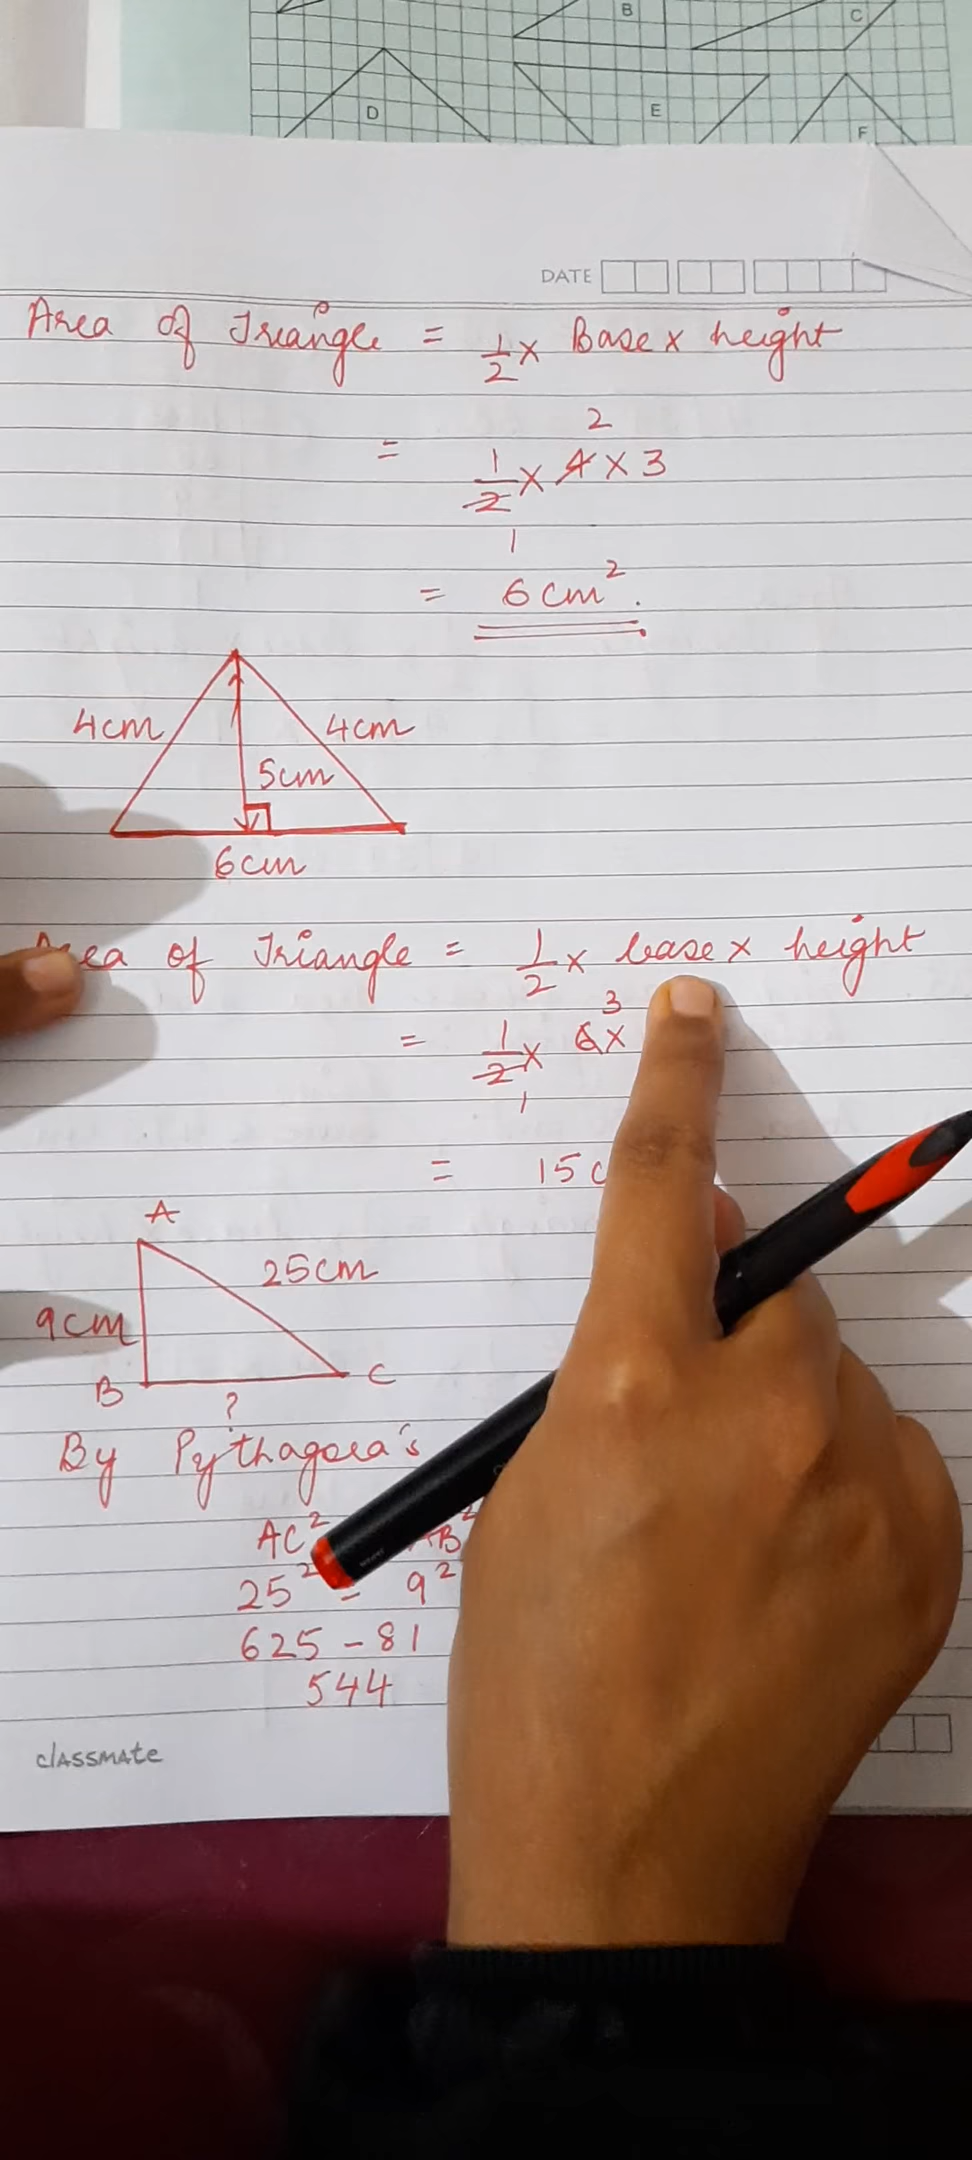 B C
D E F
DATE
Area of Triangle = 1/2 × Base × height
2
= 1/2 × 4 × 3
1
= 6 cm².
4cm 4cm
5cm
6cm
Area of Triangle = 1/2 × base × height
3
= 1/2 × 6 ×
1
= 15
A
25cm
9cm
B C
?
By Pythagora's
AC² AB²
25² - 9²
625 - 81
544
classmate